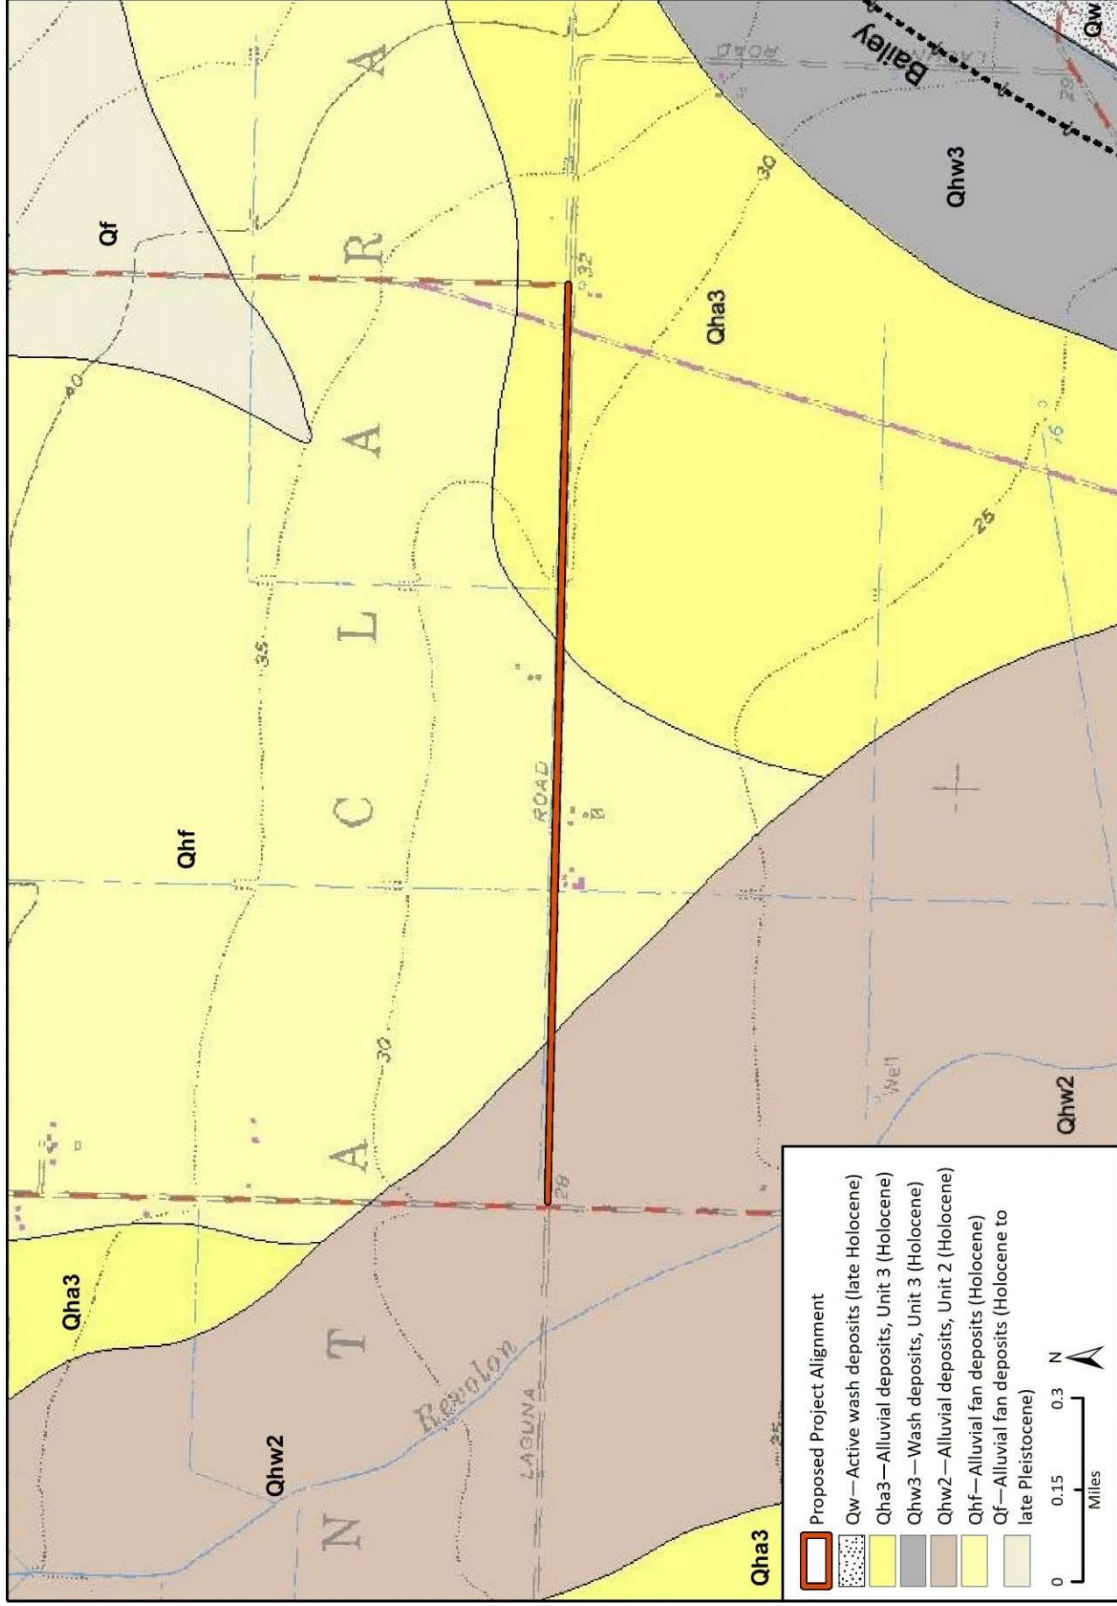 Qf
Qw
A
Bailey
ROAD
29
R
40
30
Qhw3
32
Qha3
A
16
25
L
35
C
ROAD
Qhf
30
Well
A
28
Qhw2
Qha3
T
Revolon
LAGUNA
Qhw2
25
N
Qha3
Proposed Project Alignment
Qw—Active wash deposits (late Holocene)
Qha3—Alluvial deposits, Unit 3 (Holocene)
Qhw3—Wash deposits, Unit 3 (Holocene)
Qhw2—Alluvial deposits, Unit 2 (Holocene)
Qhf—Alluvial fan deposits (Holocene)
Qf—Alluvial fan deposits (Holocene to
late Pleistocene)
0 0.15 0.3 N
Miles